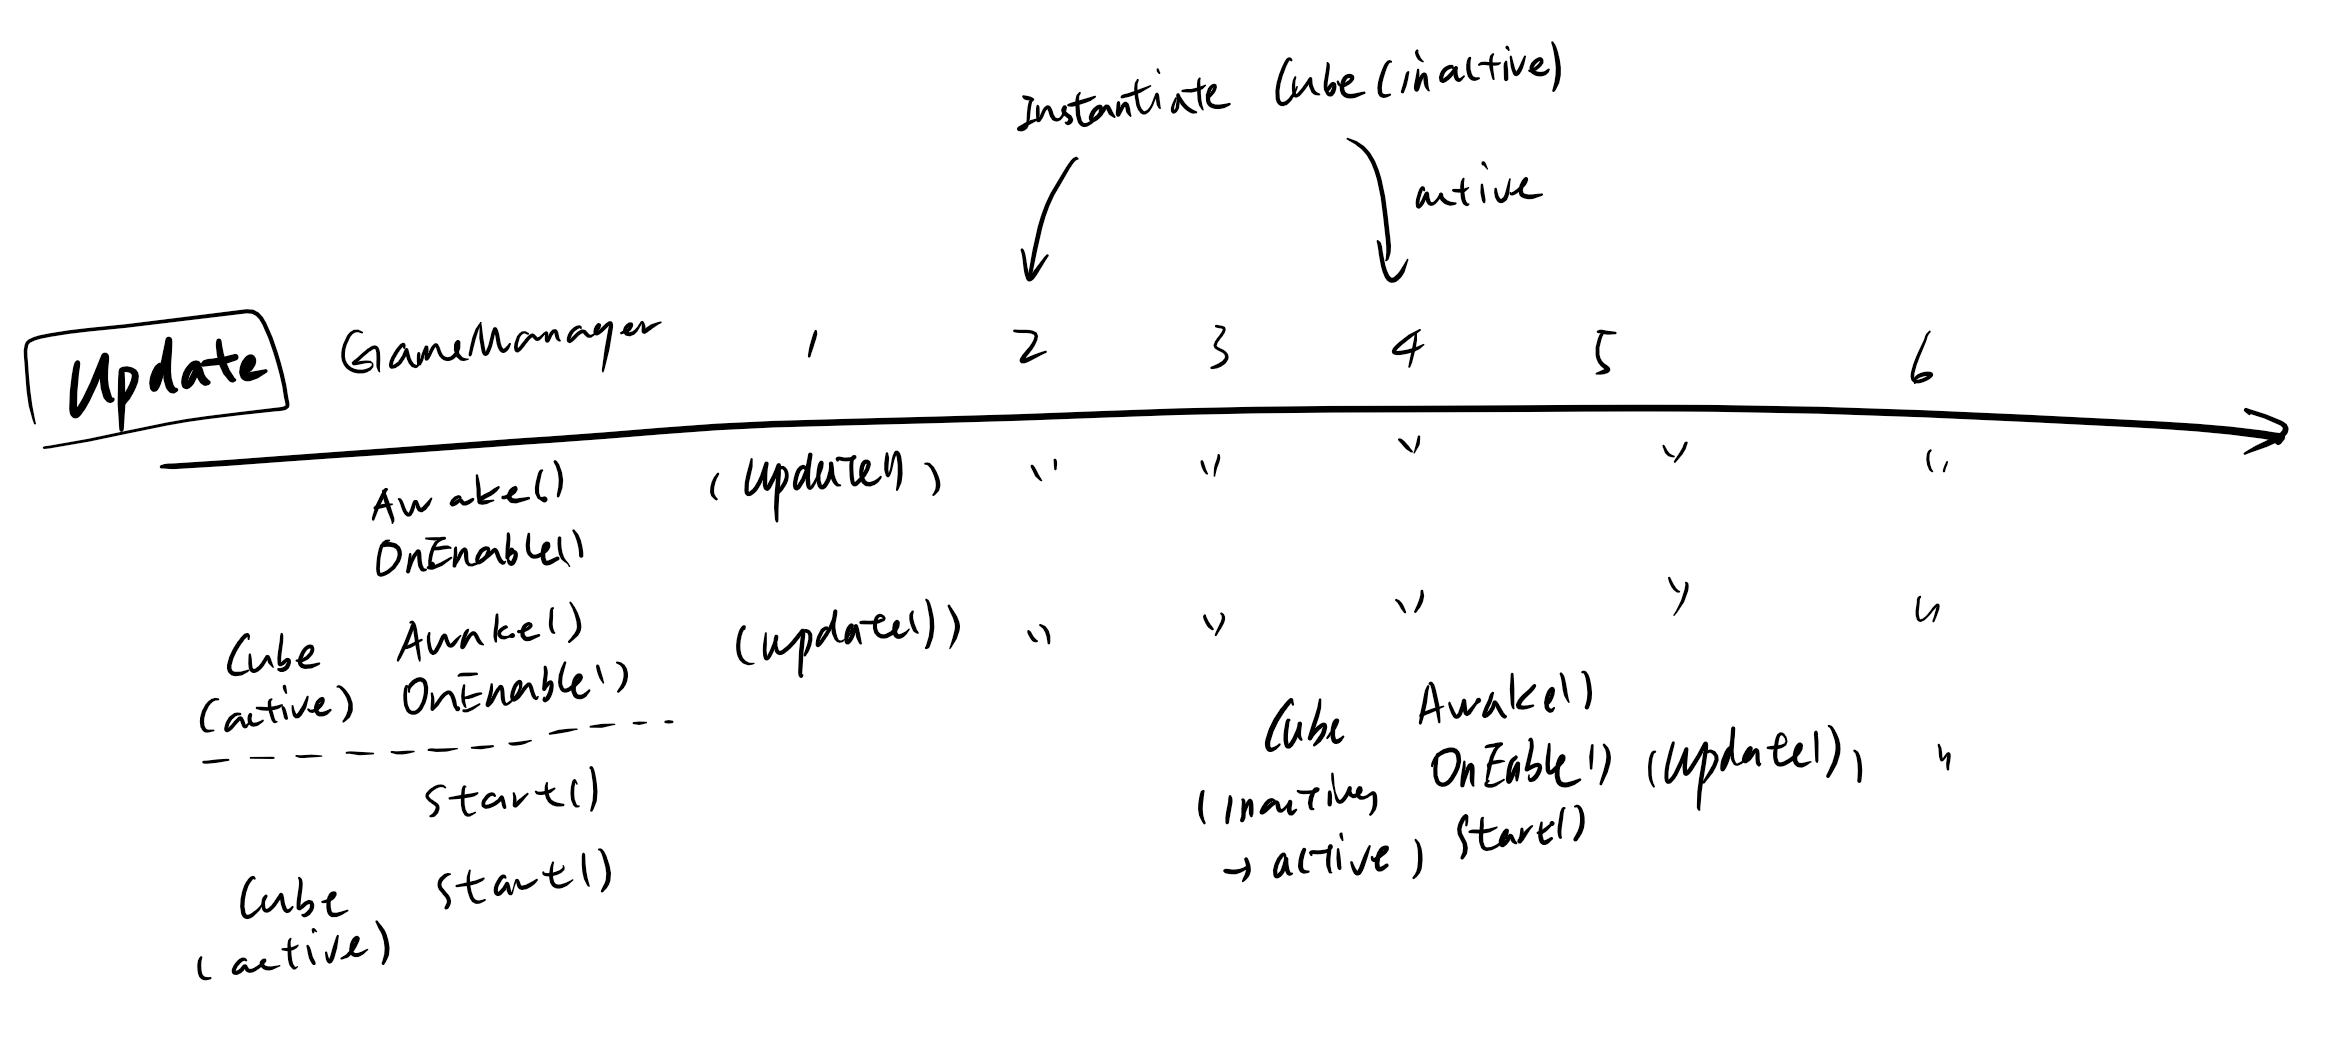 Instantiate Cube (inactive)
active
Update GameManager 1 2 3 4 5 6
Awake() (Update()) " " " " "
OnEnable()
Cube Awake() (update()) " " " " "
(active) OnEnable()
Start()
Cube Start()
(active)
Cube Awake()
(inactive, OnEable() (Update()) "
→ active) Start()